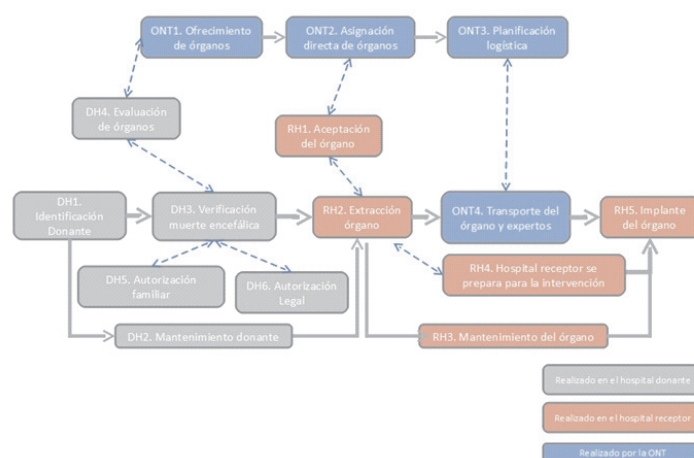 ONT1. Ofrecimiento
de órganos
ONT2. Asignación
directa de órganos
ONT3. Planificación
logística
DH4. Evaluación de
órganos
RH1. Aceptación
del órgano
DH1.
Identificación
Donante
DH3. Verificación
muerte encefálica
RH2. Extracción
órgano
ONT4. Transporte del
órgano y expertos
RH5. Implante
del órgano
DH5. Autorización
familiar
DH6. Autorización
Legal
RH4. Hospital receptor se
prepara para la intervención
DH2. Mantenimiento donante
RH3. Mantenimiento del órgano
Realizado en el hospital donante
Realizado en el hospital receptor
Realizado por la ONT